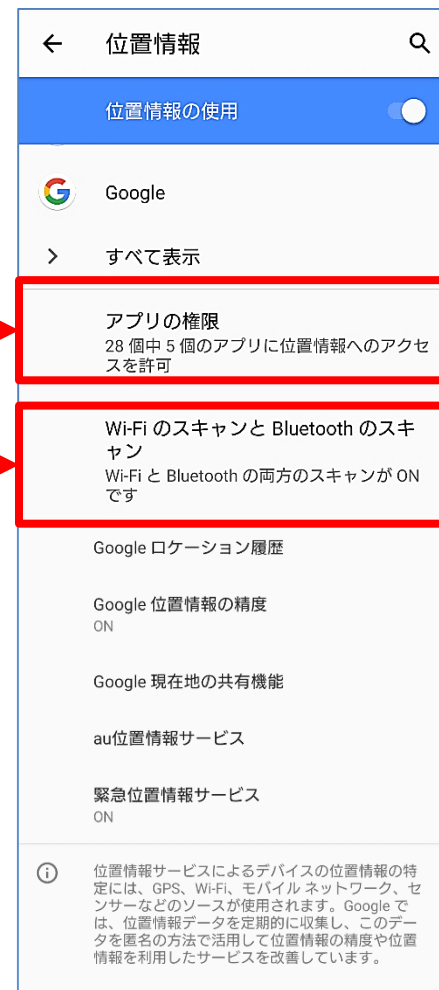 位置情報
位置情報の使用
Google
すべて表示
アプリの権限
28 個中 5 個のアプリに位置情報へのアクセ
スを許可
Wi-Fi のスキャンと Bluetooth のスキ
ャン
Wi-Fi と Bluetooth の両方のスキャンが ON
です
Google ロケーション履歴
Google 位置情報の精度
ON
Google 現在地の共有機能
au位置情報サービス
緊急位置情報サービス
ON
位置情報サービスによるデバイスの位置情報の特
定には、GPS、Wi-Fi、モバイル ネットワーク、セ
ンサーなどのソースが使用されます。Google で
は、位置情報データを定期的に収集し、このデー
タを匿名の方法で活用して位置情報の精度や位置
情報を利用したサービスを改善しています。